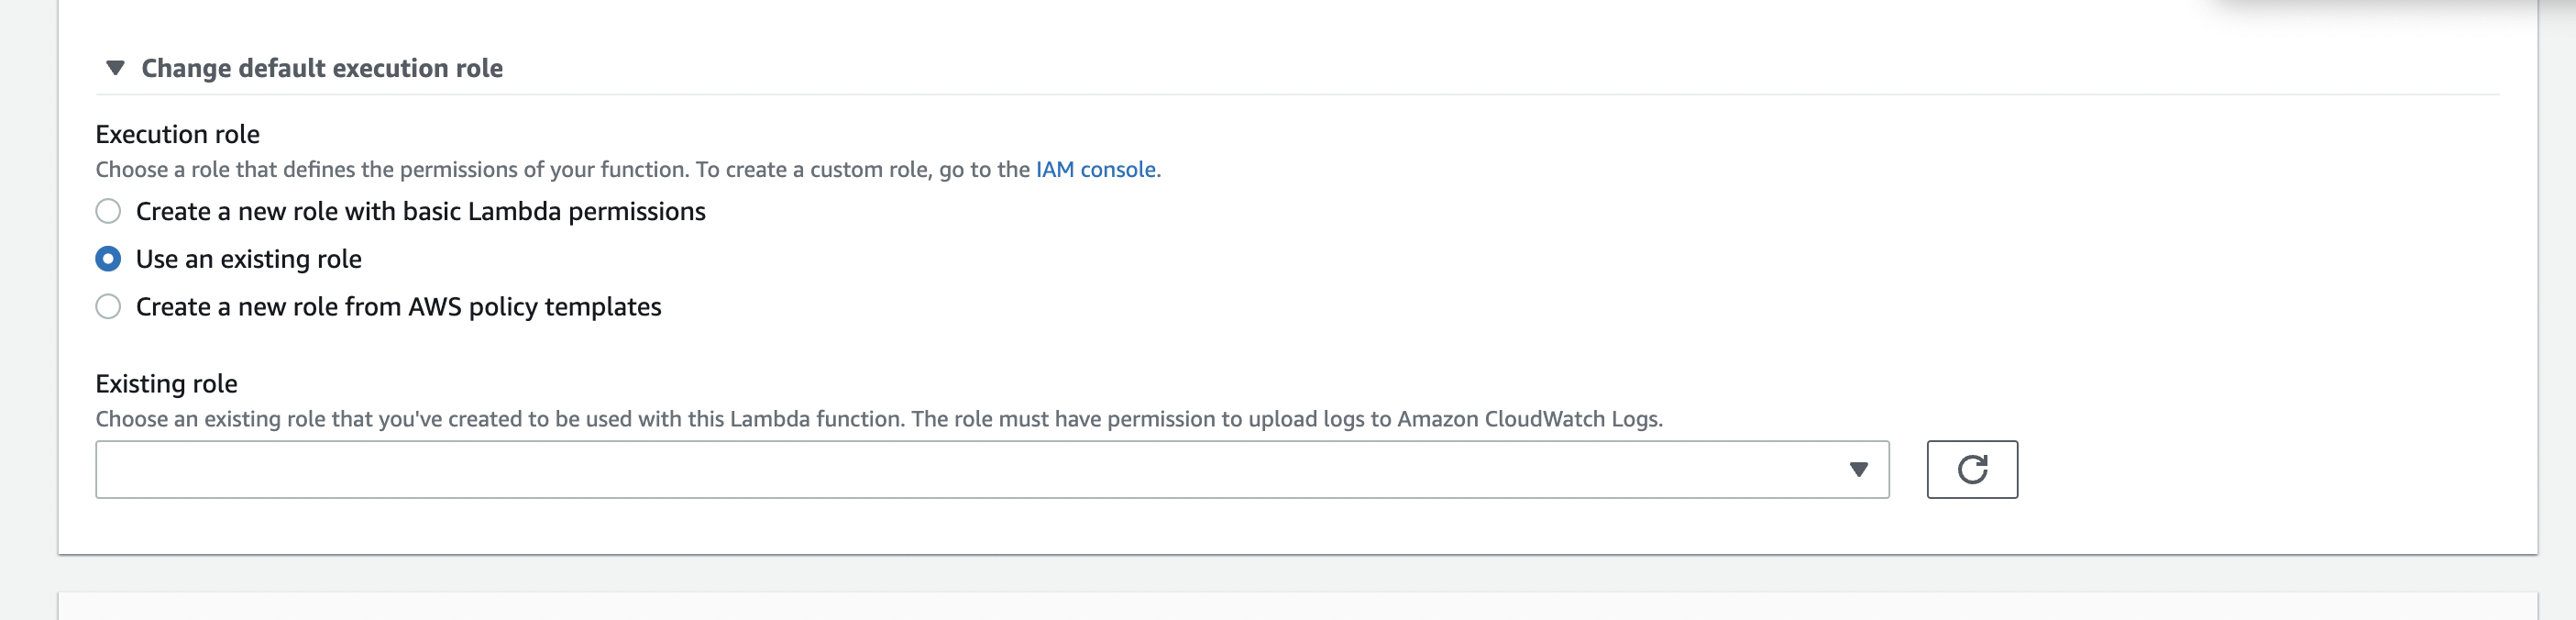 Change default execution role
Execution role
Choose a role that defines the permissions of your function. To create a custom role, go to the IAM console.
Create a new role with basic Lambda permissions
Use an existing role
Create a new role from AWS policy templates
Existing role
Choose an existing role that you've created to be used with this Lambda function. The role must have permission to upload logs to Amazon CloudWatch Logs.